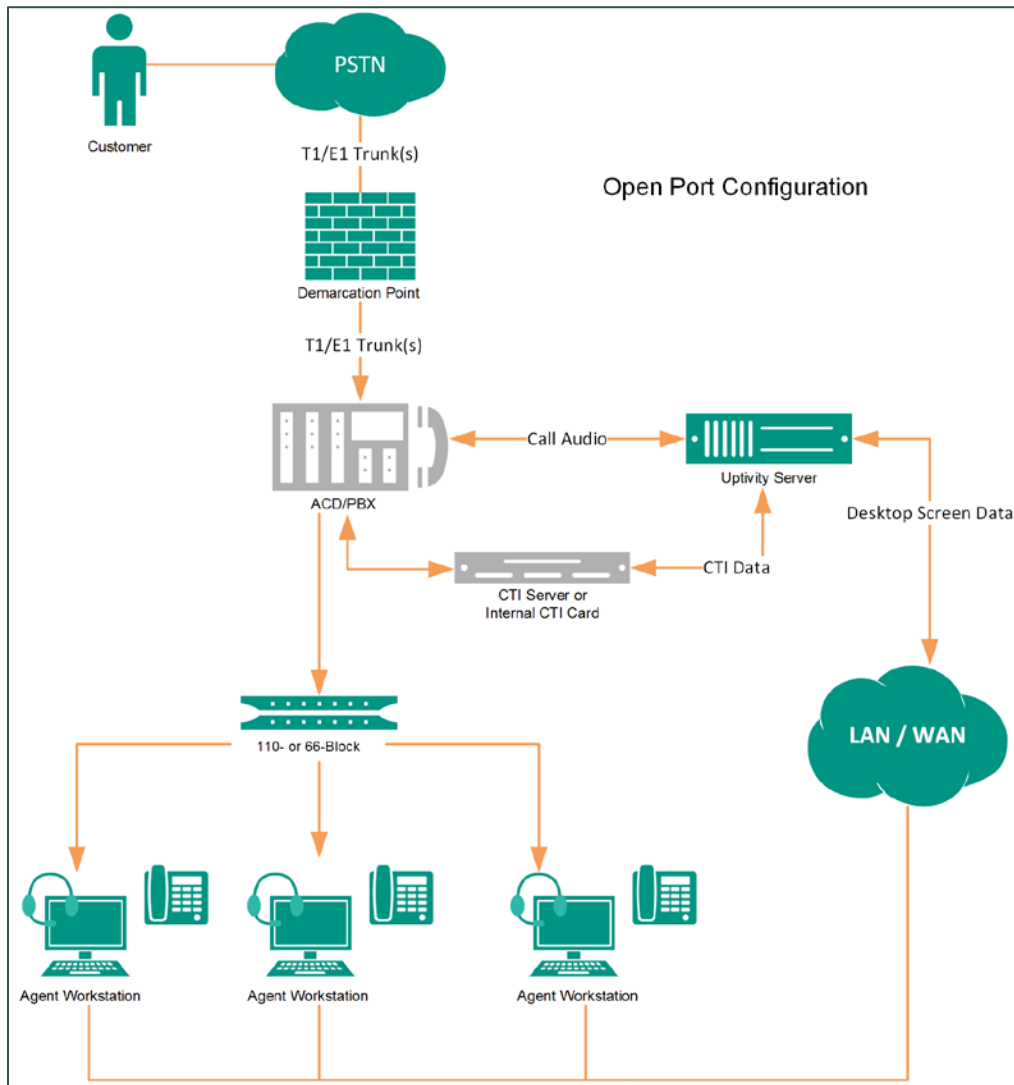 PSTN
Customer
T1/E1 Trunk(s)
Open Port Configuration
Demarcation Point
T1/E1 Trunk(s)
Call Audio
Uptivity Server
ACD/PBX
Desktop Screen Data
CTI Data
CTI Server or
Internal CTI Card
110- or 66-Block
LAN / WAN
Agent Workstation
Agent Workstation
Agent Workstation